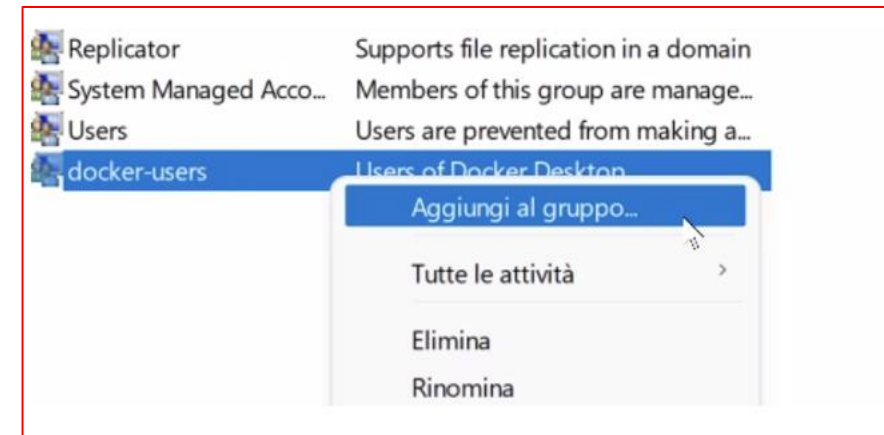 Replicator Supports file replication in a domain
System Managed Acco... Members of this group are manage...
Users Users are prevented from making a...
docker-users Users of Docker Desktop
Aggiungi al gruppo...
Tutte le attività
Elimina
Rinomina